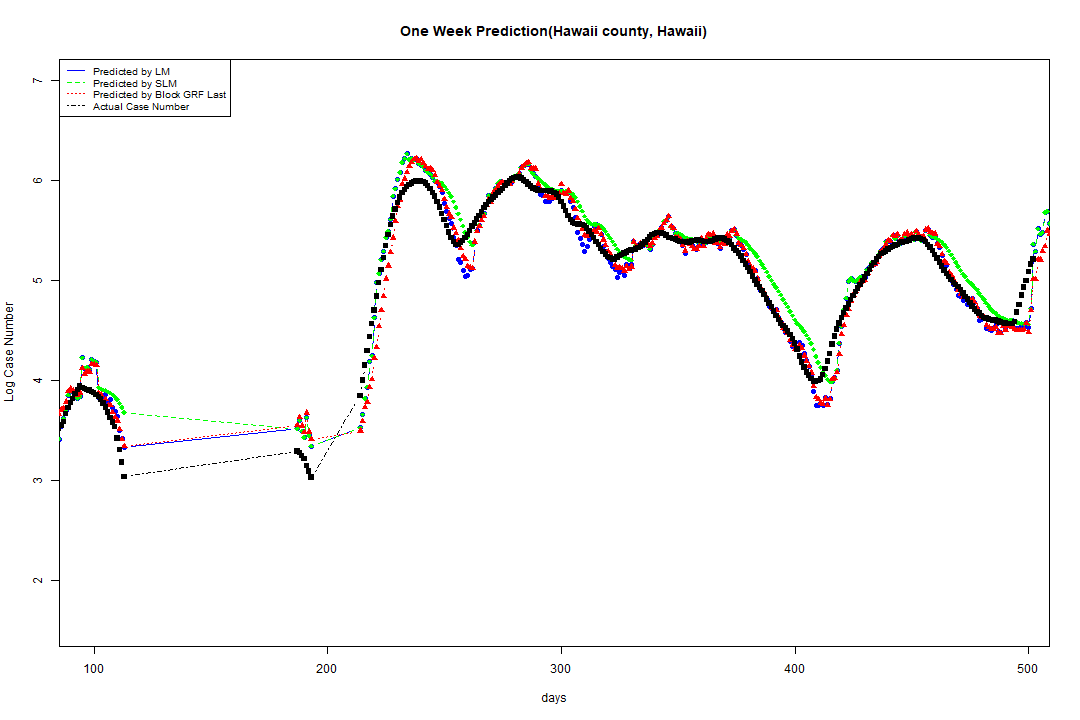 One Week Prediction(Hawaii county, Hawaii)
Predicted by LM
Predicted by SLM
Predicted by Block GRF Last
Actual Case Number
7
6
5
4
3
2
Log Case Number
100 200 300 400 500
days